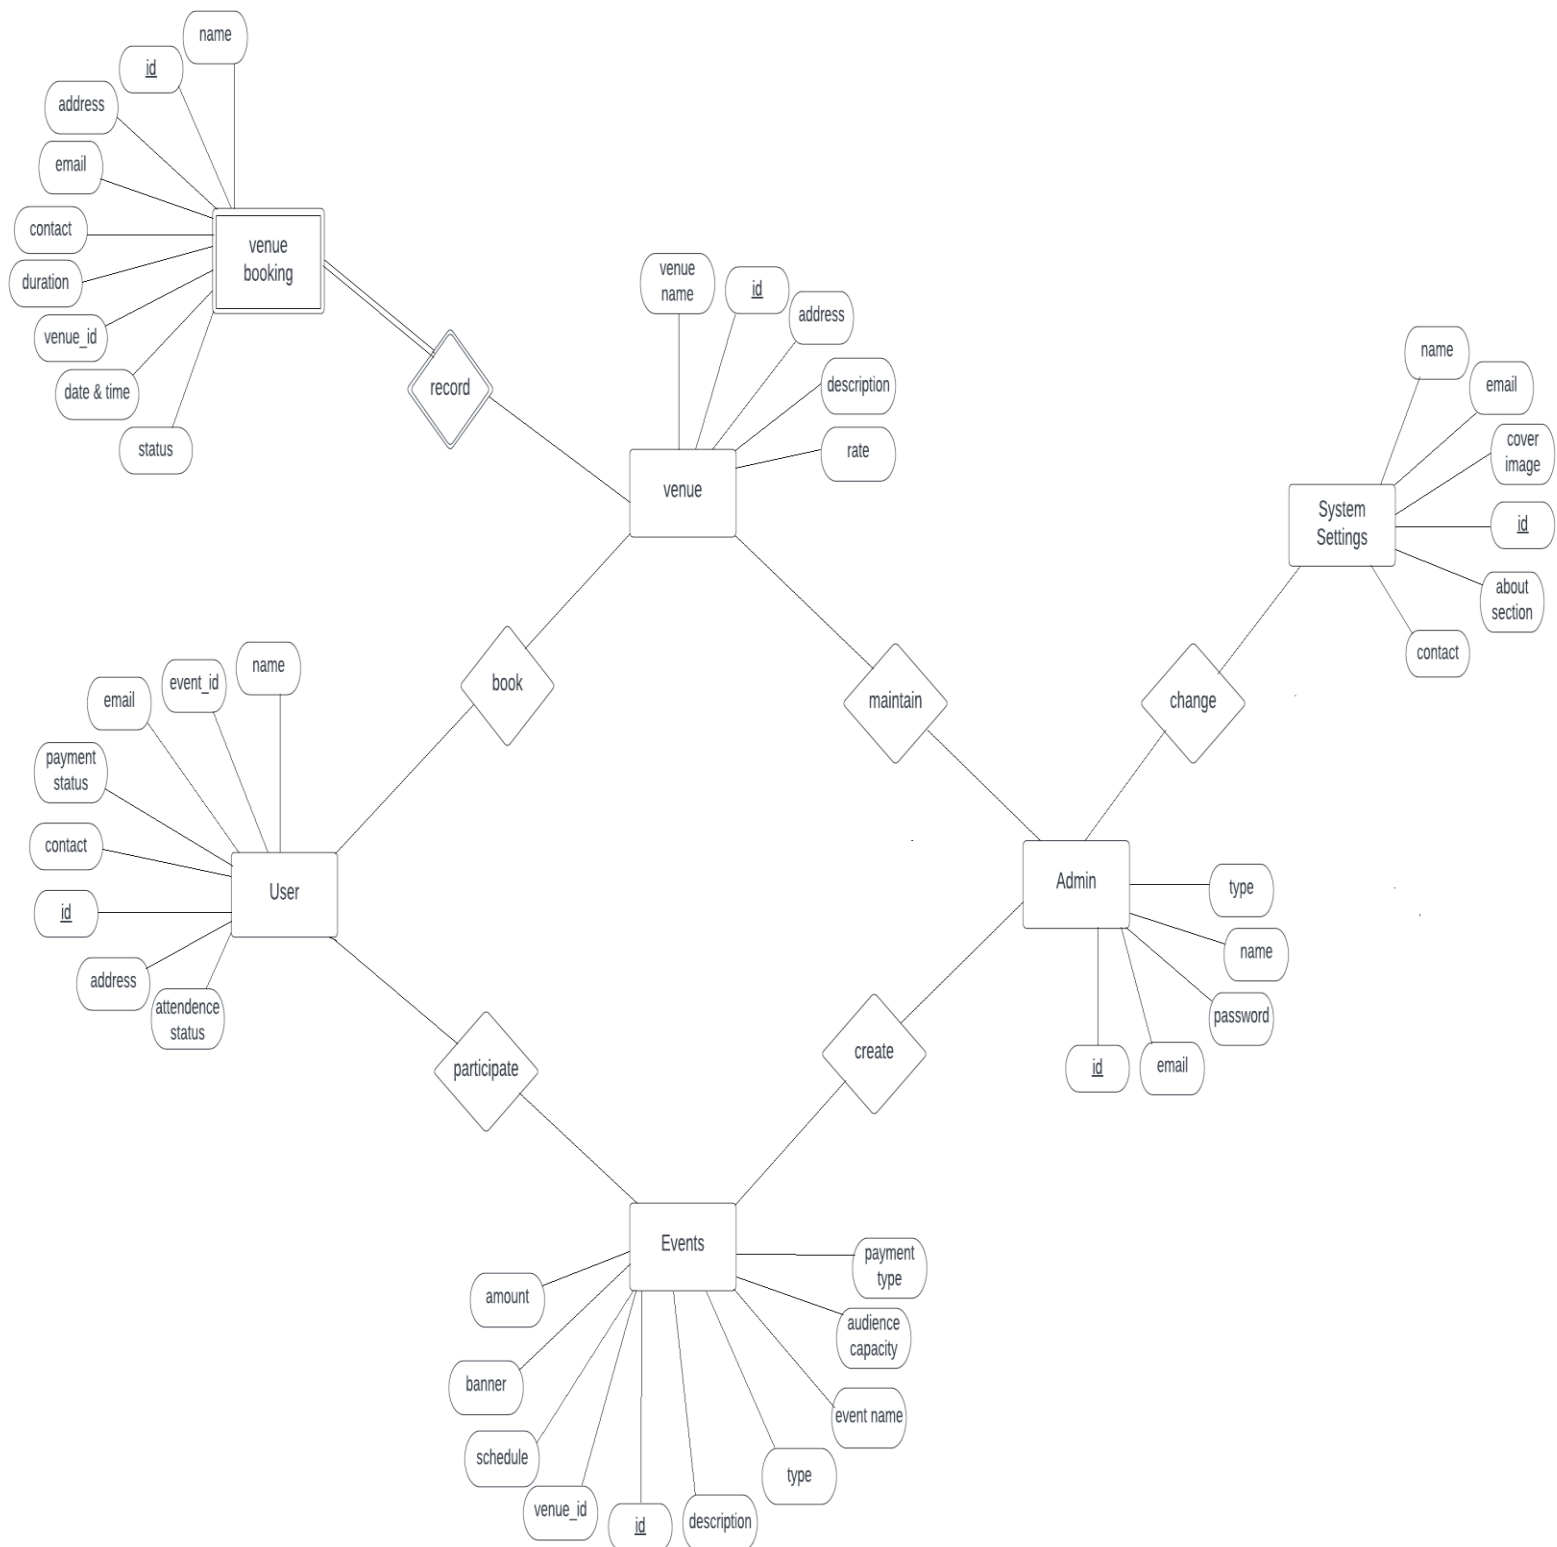 name
id
address
email
contact
duration
venue_id
date & time
status
venue
booking
record
venue
name
id
address
description
rate
venue
name
email
cover
image
id
about
section
contact
System
Settings
book
maintain
change
name
event_id
email
payment
status
contact
id
address
attendence
status
User
Admin
type
name
password
email
id
participate
create
Events
payment
type
audience
capacity
event name
type
description
id
venue_id
schedule
banner
amount